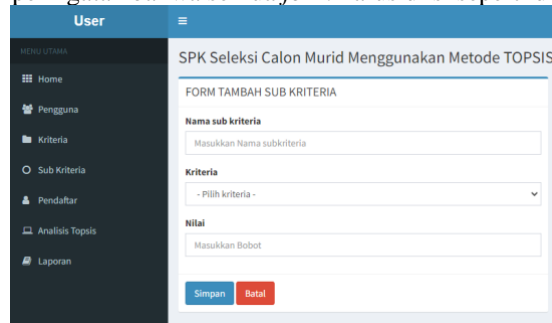 User
MENU UTAMA
Home
Pengguna
Kriteria
Sub Kriteria
Pendaftar
Analisis Topsis
Laporan
SPK Seleksi Calon Murid Menggunakan Metode TOPSIS
FORM TAMBAH SUB KRITERIA
Nama sub kriteria
Masukkan Nama subkriteria
Kriteria
- Pilih kriteria -
Nilai
Masukkan Bobot
Simpan Batal